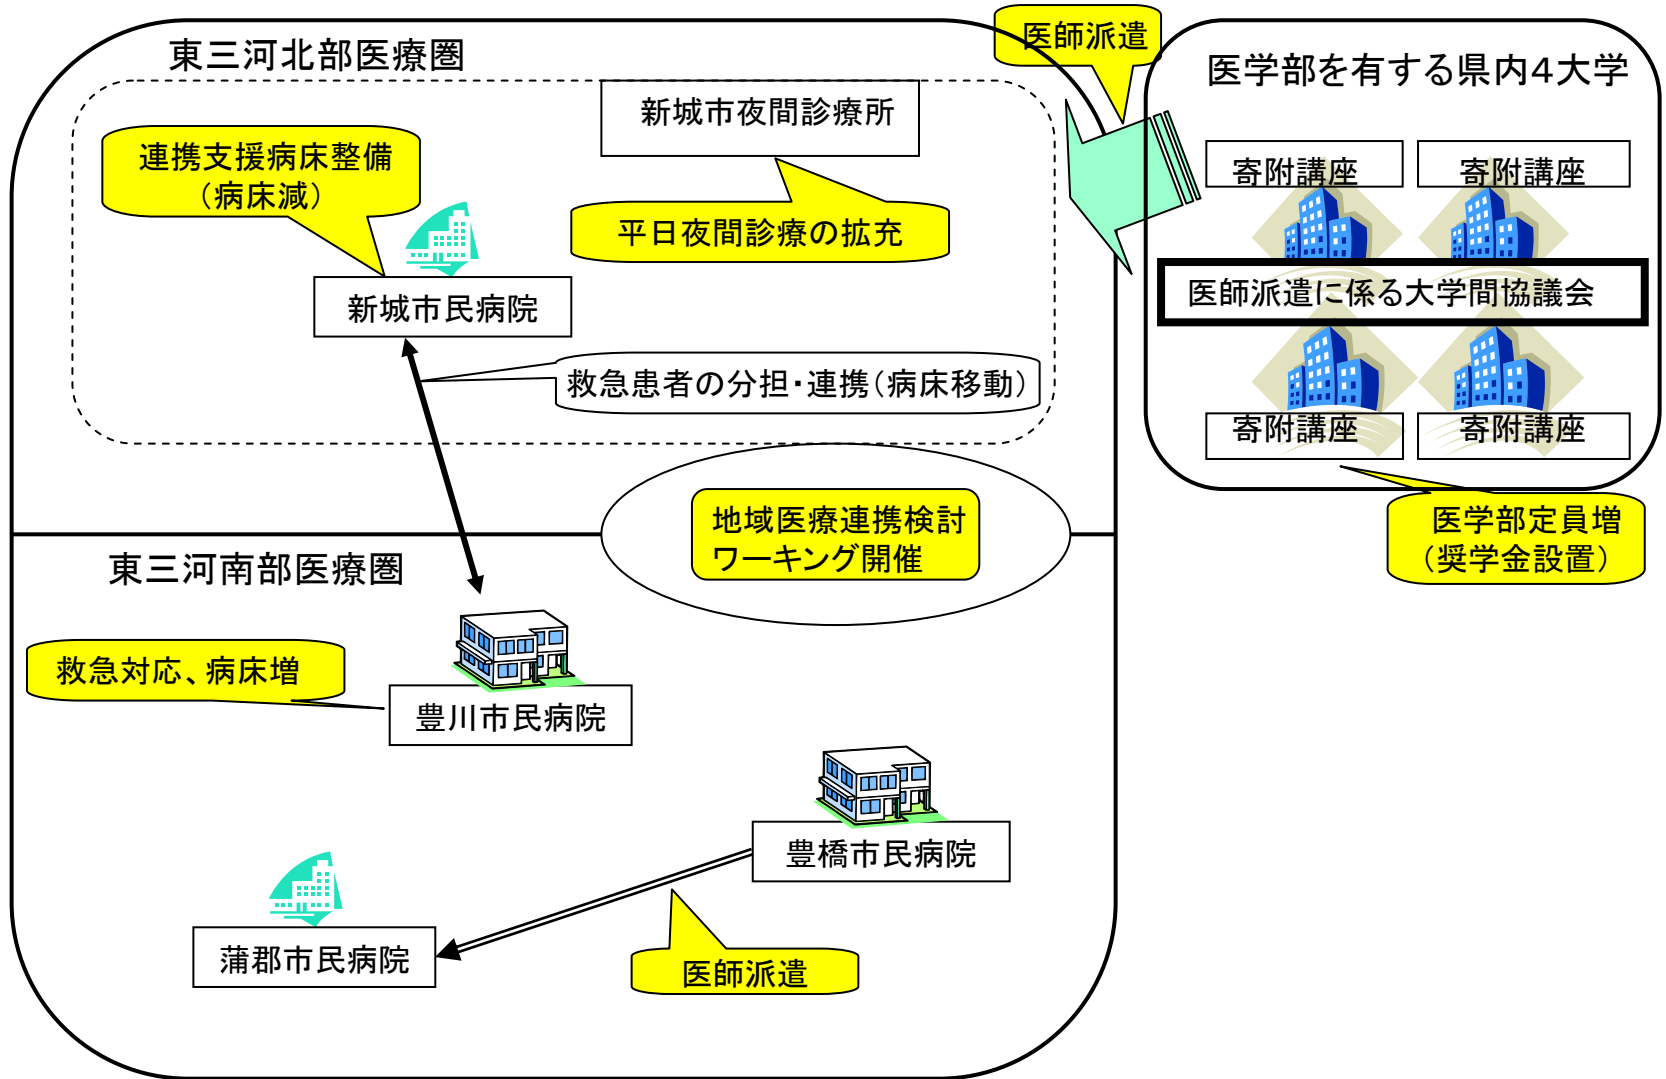 東三河北部医療圏
医師派遣
医学部を有する県内４大学
新城市夜間診療所
連携支援病床整備
（病床減）
平日夜間診療の拡充
寄附講座
寄附講座
医師派遣に係る大学間協議会
新城市民病院
救急患者の分担・連携（病床移動）
寄附講座
寄附講座
地域医療連携検討
ワーキング開催
医学部定員増
（奨学金設置）
東三河南部医療圏
救急対応、病床増
豊川市民病院
豊橋市民病院
蒲郡市民病院
医師派遣